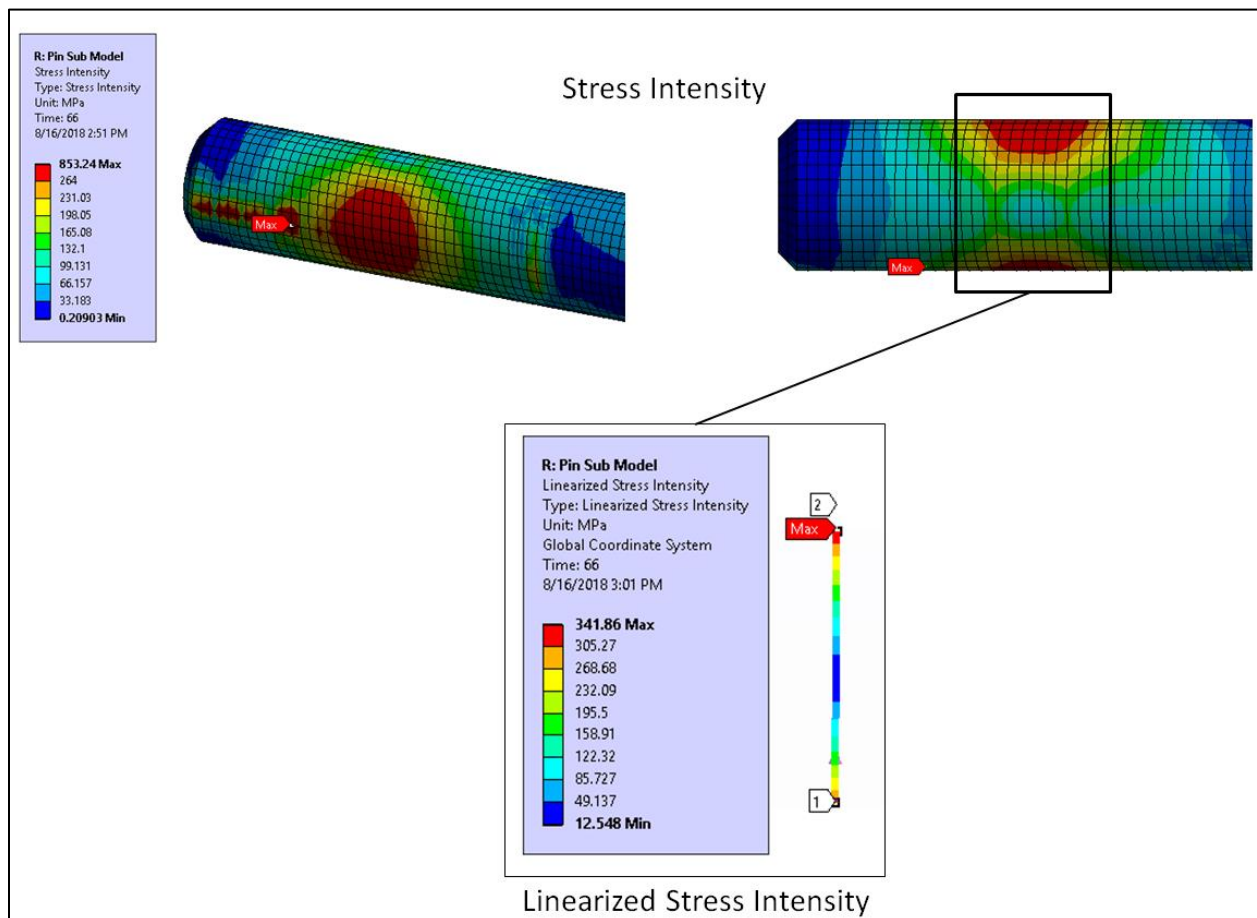 R: Pin Sub Model
Stress Intensity
Type: Stress Intensity
Unit: MPa
Time: 66
8/16/2018 2:51 PM
853.24 Max
264
231.03
198.05
165.08
132.1
99.131
66.157
33.183
0.20903 Min
Stress Intensity
Max
Max
R: Pin Sub Model
Linearized Stress Intensity
Type: Linearized Stress Intensity
Unit: MPa
Global Coordinate System
Time: 66
8/16/2018 3:01 PM
341.86 Max
305.27
268.68
232.09
195.5
158.91
122.32
85.727
49.137
12.548 Min
2
Max
1
Linearized Stress Intensity